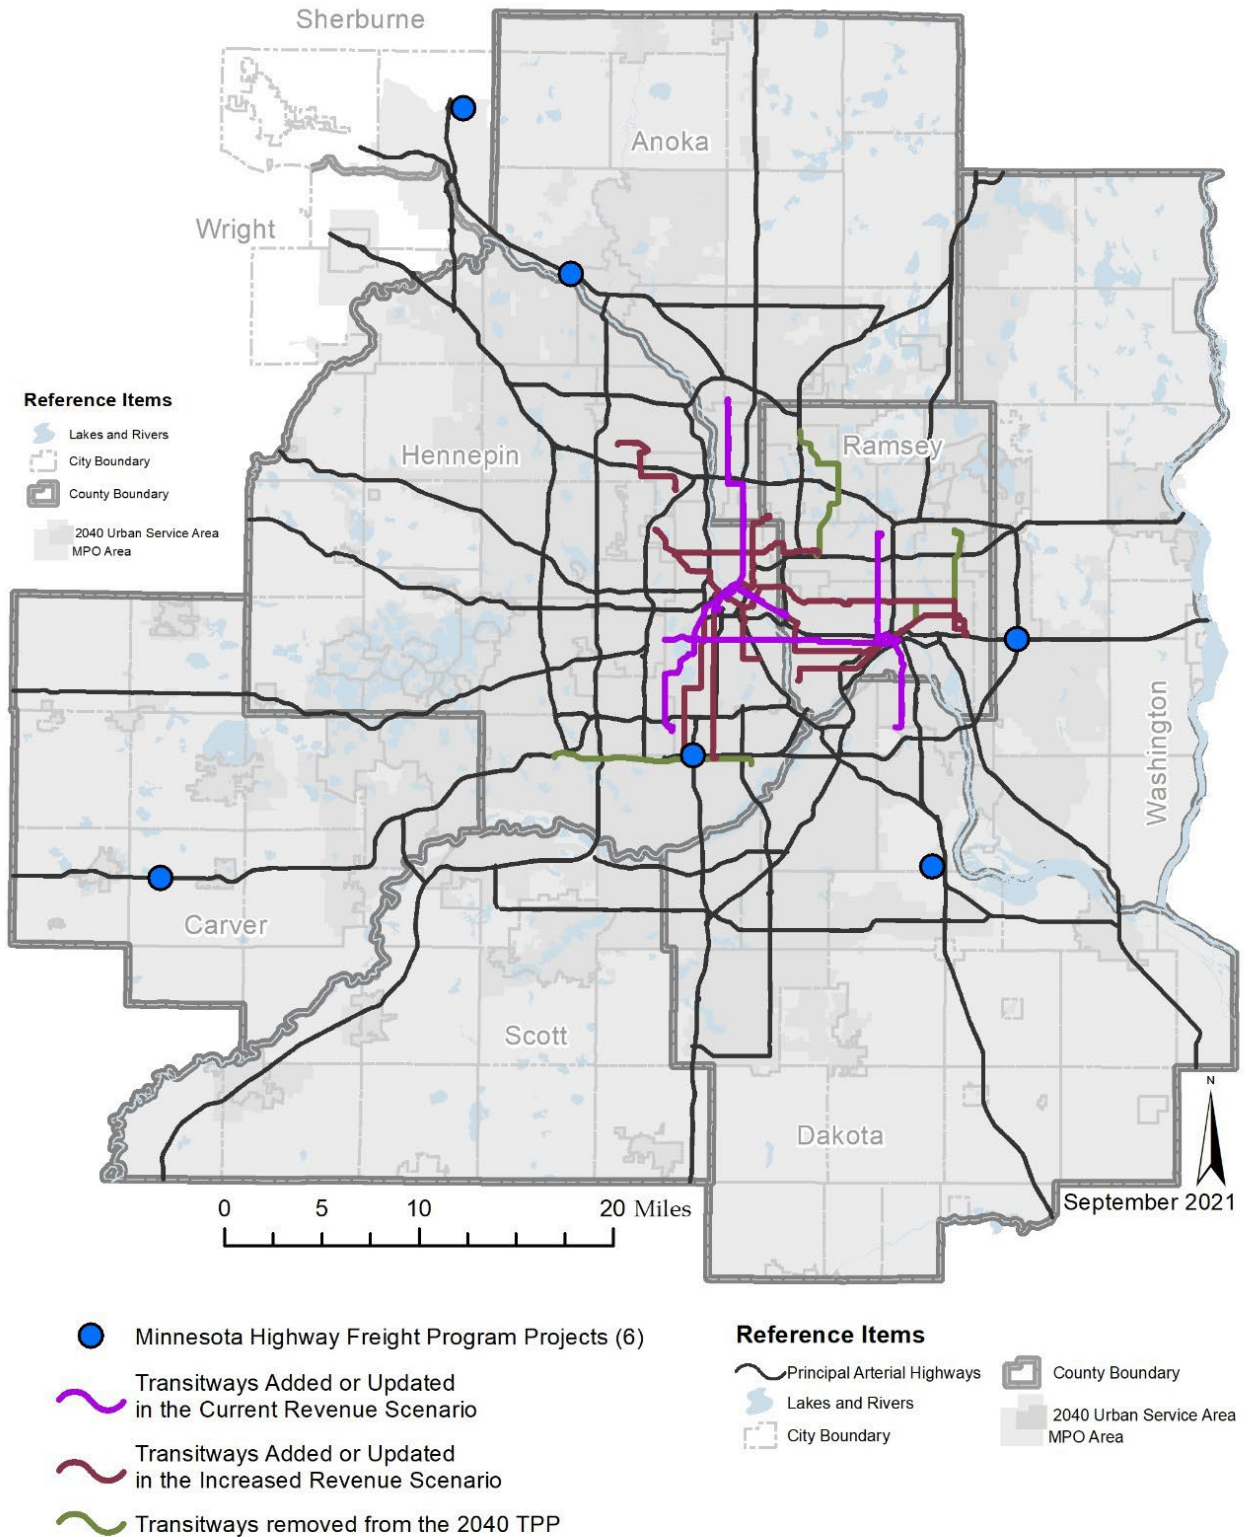 Sherburne
Anoka
Wright
Reference Items
Lakes and Rivers
City Boundary
County Boundary
2040 Urban Service Area
MPO Area
Hennepin
Ramsey
Washington
Carver
Scott
Dakota
N
September 2021
0 5 10 20 Miles
Minnesota Highway Freight Program Projects (6)
Transitways Added or Updated
in the Current Revenue Scenario
Transitways Added or Updated
in the Increased Revenue Scenario
Transitways removed from the 2040 TPP
Reference Items
Principal Arterial Highways
Lakes and Rivers
City Boundary
County Boundary
2040 Urban Service Area
MPO Area